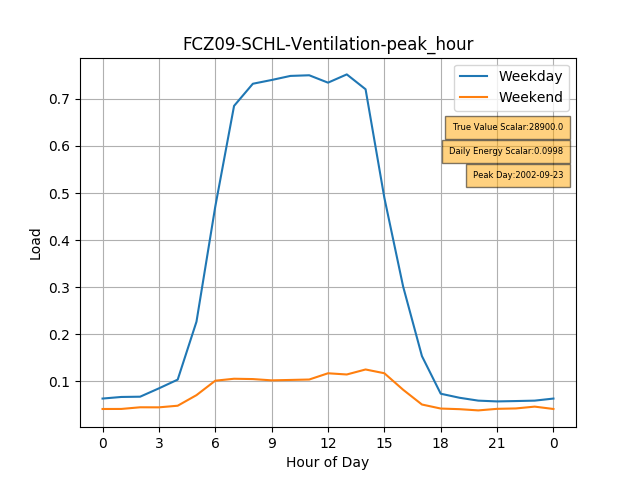 FCZ09-SCHL-Ventilation-peak_hour
Weekday
Weekend
True Value Scalar:28900.0
Daily Energy Scalar:0.0998
Peak Day:2002-09-23
Load
0.7
0.6
0.5
0.4
0.3
0.2
0.1
0 3 6 9 12 15 18 21 0
Hour of Day